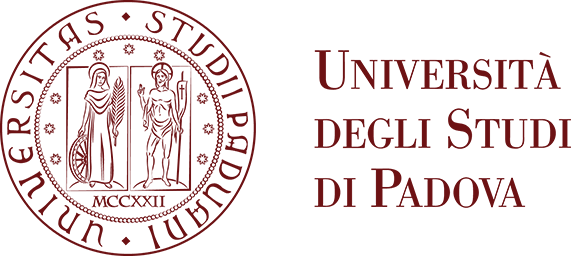 UNIVERSITAS • STUDII PADUANI •
MCCXXII
UNIVERSITÀ
DEGLI STUDI
DI PADOVA